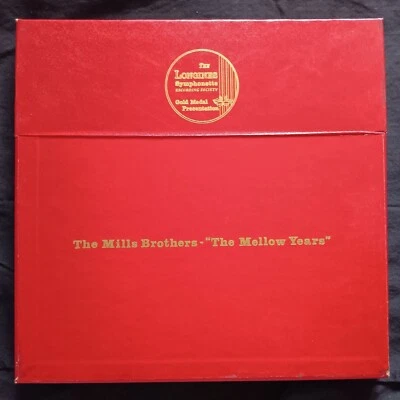 The
LONGINES
Symphonette
RECORDING SOCIETY
Gold Medal
Presentation
The Mills Brothers - "The Mellow Years"